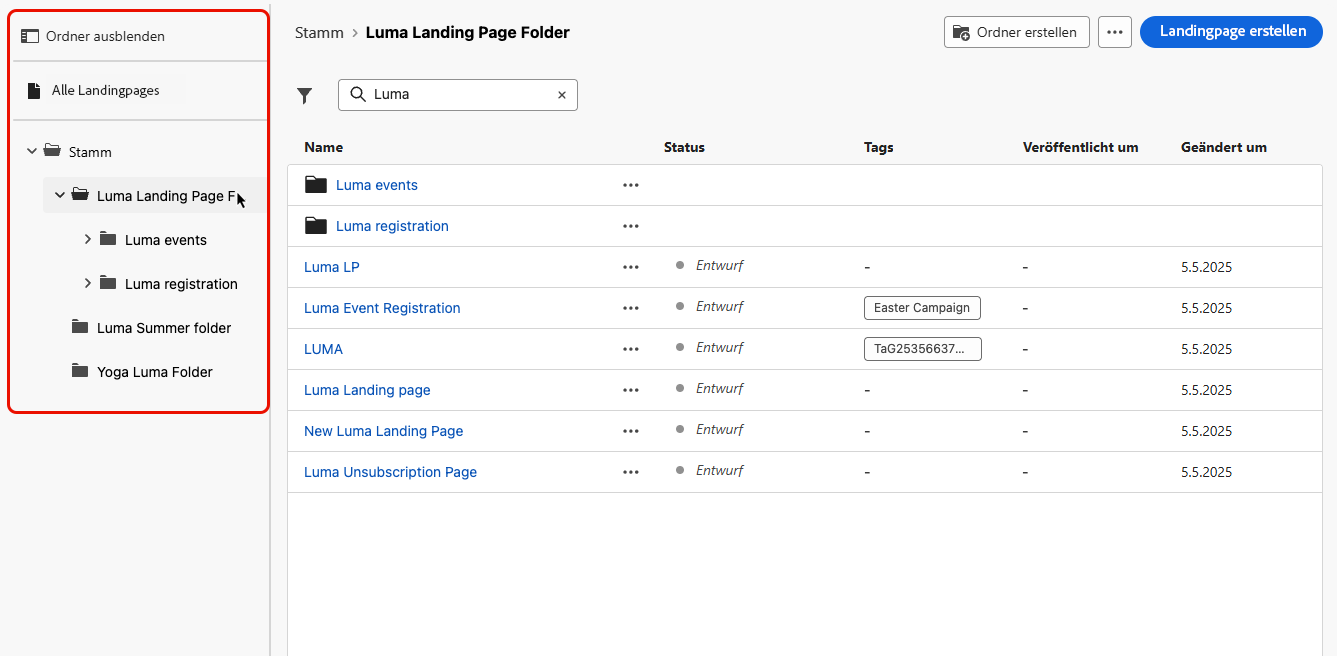 Ordner ausblenden
Alle Landingpages
Stamm
Luma Landing Page F
Luma events
Luma registration
Luma Summer folder
Yoga Luma Folder
Stamm > Luma Landing Page Folder
Ordner erstellen
Landingpage erstellen
Luma
Name Status Tags Veröffentlicht um Geändert um
Luma events
Luma registration
Luma LP Entwurf - - 5.5.2025
Luma Event Registration Entwurf Easter Campaign - 5.5.2025
LUMA Entwurf TaG25356637... - 5.5.2025
Luma Landing page Entwurf - - 5.5.2025
New Luma Landing Page Entwurf - - 5.5.2025
Luma Unsubscription Page Entwurf - - 5.5.2025